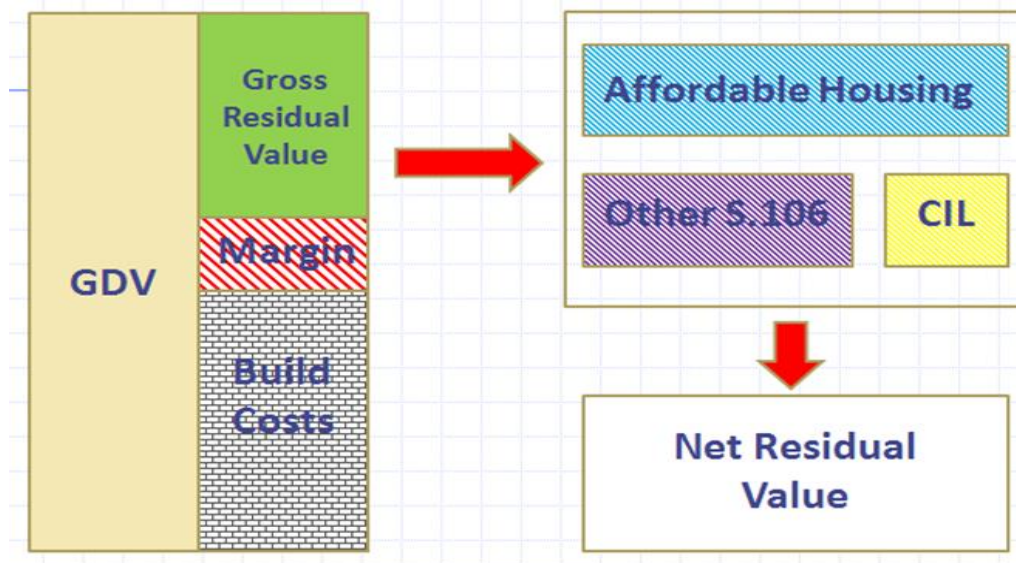 GDV
Gross
Residual
Value
Margin
Build
Costs
Affordable Housing
Other S.106
CIL
Net Residual
Value